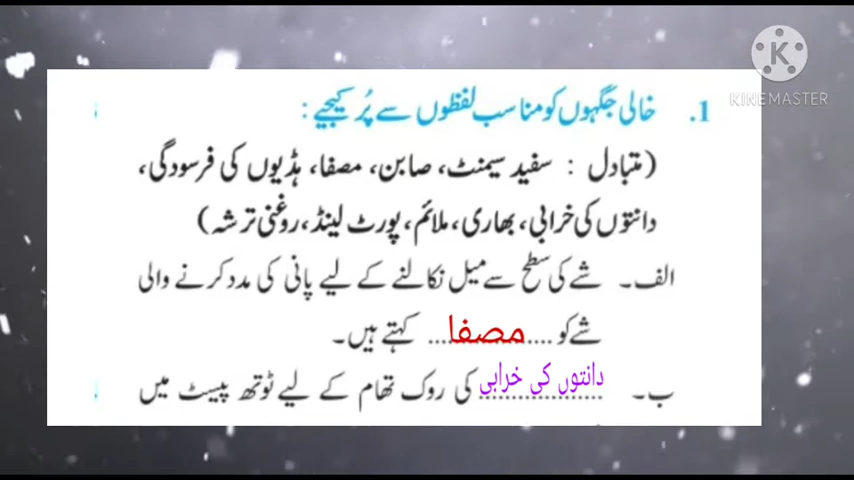 KINEMASTER
1. خالی جگہوں کو مناسب لفظوں سے پُر کیجیے :
(متبادل : سفید سیمنٹ، صابن، مصفا، ہڈیوں کی فرسودگی،
دانتوں کی خرابی، بھاری، ملائم، پورٹ لینڈ، روغنی ترشہ)
الف۔ شے کی سطح سے میل نکالنے کے لیے پانی کی مدد کرنے والی
شے کو .... مصفا .... کہتے ہیں۔
ب۔ دانتوں کی خرابی کی روک تھام کے لیے ٹوتھ پیسٹ میں